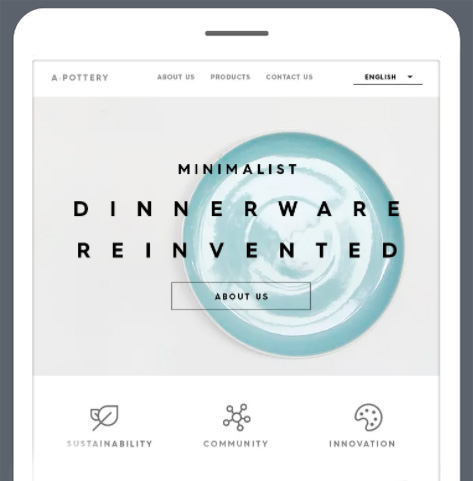 A·POTTERY ABOUT US PRODUCTS CONTACT US ENGLISH
MINIMALIST
DINNERWARE
REINVENTED
ABOUT US
SUSTAINABILITY COMMUNITY INNOVATION